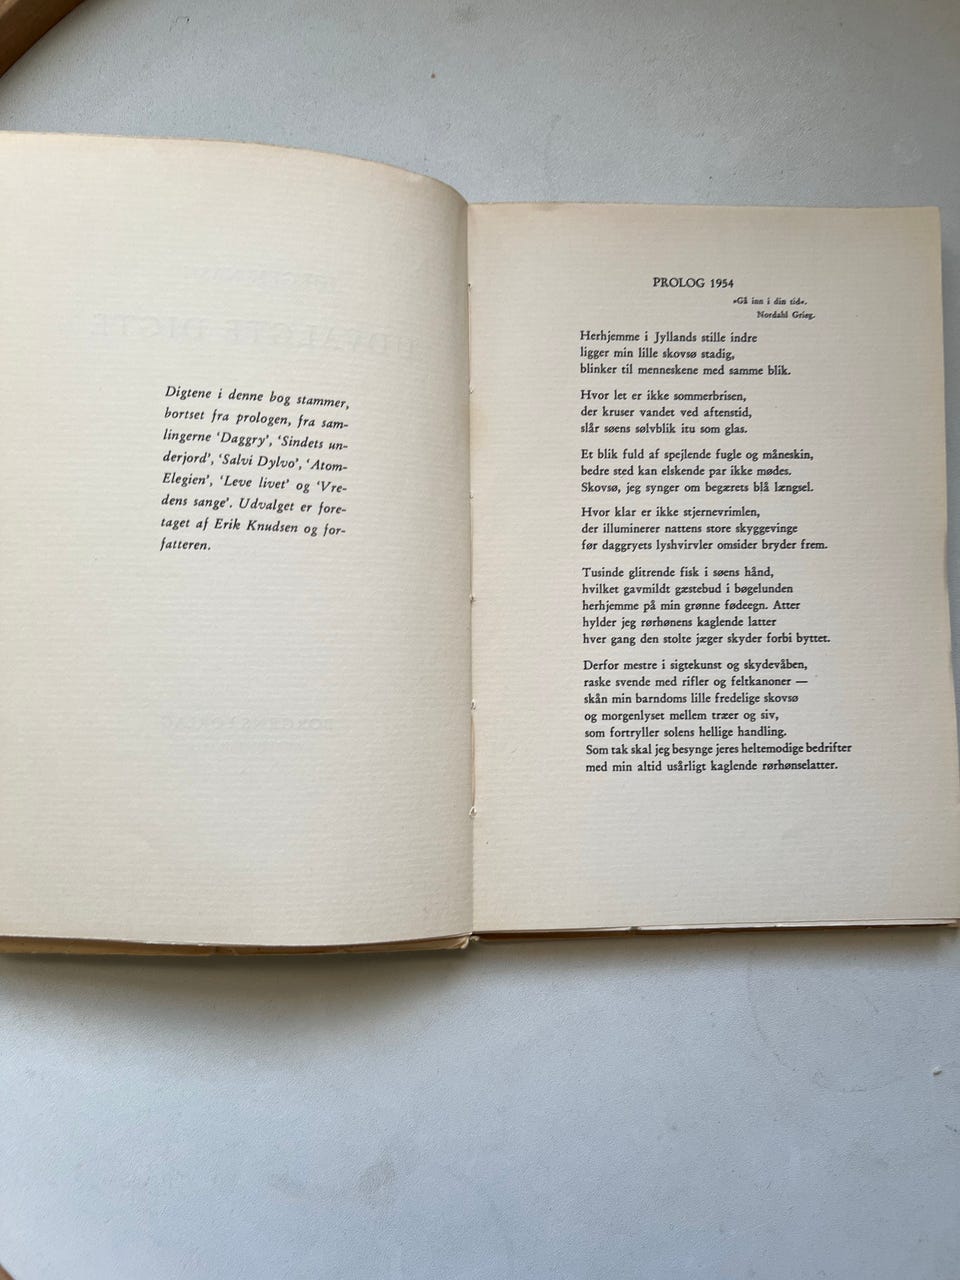 Digtene i denne bog stammer,
bortset fra prologen, fra sam-
lingerne ‘Daggry’, ‘Sindets un-
derjord’, ‘Salvi Dylvo’, ‘Atom-
Elegien’, ‘Leve livet’ og ‘Vre-
dens sange’. Udvalget er fore-
taget af Erik Knudsen og for-
fatteren.
PROLOG 1954
»Gå inn i din tid«.
Nordahl Grieg.
Herhjemme i Jyllands stille indre
ligger min lille skovsø stadig,
blinker til menneskene med samme blik.
Hvor let er ikke sommerbrisen,
der kruser vandet ved aftenstid,
slår søens sølvblik itu som glas.
Et blik fuld af spejlende fugle og måneskin,
bedre sted kan elskende par ikke mødes.
Skovsø, jeg synger om begærets blå længsel.
Hvor klar er ikke stjernevrimlen,
der illuminerer nattens store skyggevinge
før daggryets lyshvirvler omsider bryder frem.
Tusinde glitrende fisk i søens hånd,
hvilket gavmildt gæstebud i bøgelunden
herhjemme på min grønne fødeegn. Atter
hylder jeg rørhønens kaglende latter
hver gang den stolte jæger skyder forbi byttet.
Derfor mestre i sigtekunst og skydevåben,
raske svende med rifler og feltkanoner —
skån min barndoms lille fredelige skovsø
og morgenlyset mellem træer og siv,
som fortryller solens hellige handling.
Som tak skal jeg besynge jeres heltemodige bedrifter
med min altid usårligt kaglende rørhønselatter.